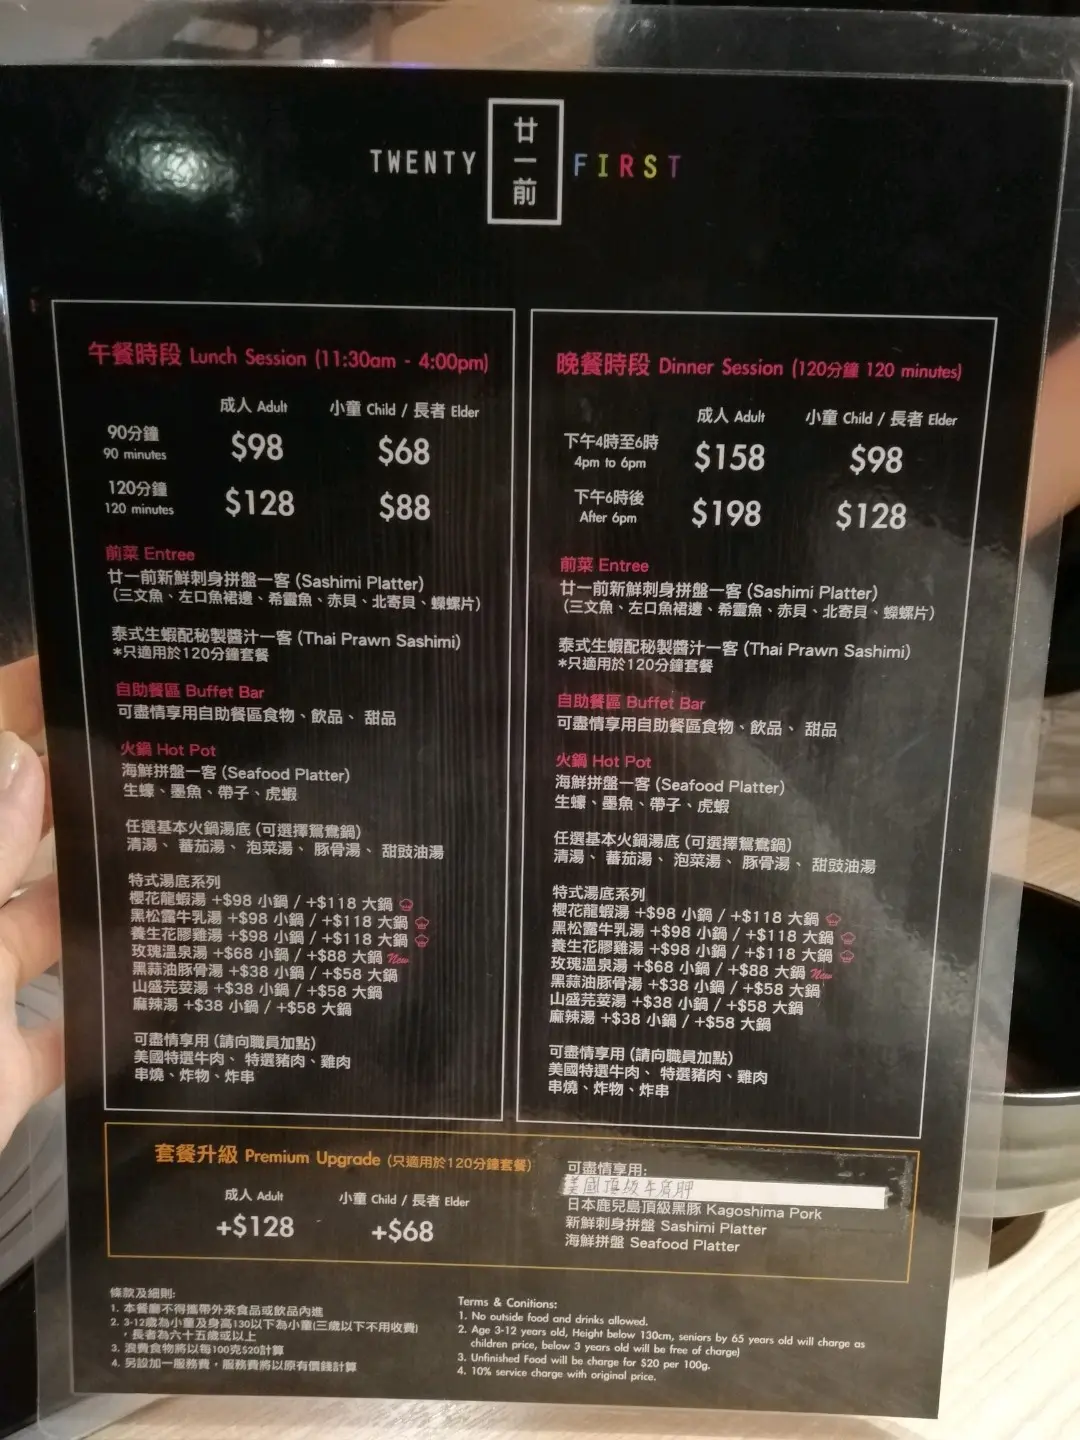 TWENTY 廿一前 FIRST
午餐時段 Lunch Session (11:30am - 4:00pm)
成人 Adult 小童 Child / 長者 Elder
90分鐘 $98 $68
90 minutes
120分鐘 $128 $88
120 minutes
前菜 Entree
廿一前新鮮刺身拼盤一客 (Sashimi Platter)
(三文魚、左口魚裙邊、希靈魚、赤貝、北寄貝、蠔螺片)
泰式生蝦配秘製醬汁一客 (Thai Prawn Sashimi)
*只適用於120分鐘套餐
自助餐區 Buffet Bar
可盡情享用自助餐區食物、飲品、 甜品
火鍋 Hot Pot
海鮮拼盤一客 (Seafood Platter)
生蠔、墨魚、帶子、虎蝦
任選基本火鍋湯底 (可選擇鴛鴦鍋)
清湯、 蕃茄湯、 泡菜湯、 豚骨湯、 甜豉油湯
特式湯底系列
櫻花龍蝦湯 +$98 小鍋 / +$118 大鍋
黑松露牛乳湯 +$98 小鍋 / +$118 大鍋
養生花膠雞湯 +$98 小鍋 / +$118 大鍋
玫瑰溫泉湯 +$68 小鍋 / +$88 大鍋 New
黑蒜油豚骨湯 +$38 小鍋 / +$58 大鍋
山盛芫荽湯 +$38 小鍋 / +$58 大鍋
麻辣湯 +$38 小鍋 / +$58 大鍋
可盡情享用 (請向職員加點)
美國特選牛肉、 特選豬肉、雞肉
串燒、炸物、炸串
晚餐時段 Dinner Session (120分鐘 120 minutes)
成人 Adult 小童 Child / 長者 Elder
下午4時至6時 $158 $98
4pm to 6pm
下午6時後 $198 $128
After 6pm
前菜 Entree
廿一前新鮮刺身拼盤一客 (Sashimi Platter)
(三文魚、左口魚裙邊、希靈魚、赤貝、北寄貝、蠔螺片)
泰式生蝦配秘製醬汁一客 (Thai Prawn Sashimi)
*只適用於120分鐘套餐
自助餐區 Buffet Bar
可盡情享用自助餐區食物、飲品、 甜品
火鍋 Hot Pot
海鮮拼盤一客 (Seafood Platter)
生蠔、墨魚、帶子、虎蝦
任選基本火鍋湯底 (可選擇鴛鴦鍋)
清湯、 蕃茄湯、 泡菜湯、 豚骨湯、 甜豉油湯
特式湯底系列
櫻花龍蝦湯 +$98 小鍋 / +$118 大鍋
黑松露牛乳湯 +$98 小鍋 / +$118 大鍋
養生花膠雞湯 +$98 小鍋 / +$118 大鍋
玫瑰溫泉湯 +$68 小鍋 / +$88 大鍋 New
黑蒜油豚骨湯 +$38 小鍋 / +$58 大鍋
山盛芫荽湯 +$38 小鍋 / +$58 大鍋
麻辣湯 +$38 小鍋 / +$58 大鍋
可盡情享用 (請向職員加點)
美國特選牛肉、 特選豬肉、雞肉
串燒、炸物、炸串
套餐升級 Premium Upgrade (只適用於120分鐘套餐)
成人 Adult 小童 Child / 長者 Elder
+$128 +$68
可盡情享用:
美國頂級牛肩胛
日本鹿兒島頂級黑豚 Kagoshima Pork
新鮮刺身拼盤 Sashimi Platter
海鮮拼盤 Seafood Platter
條款及細則:
1. 本餐廳不得攜帶外來食品或飲品內進
2. 3-12歲為小童及身高130以下為小童(三歲以下不用收費)
，長者為六十五歲或以上
3. 浪費食物將以每100克$20計算
4. 另設加一服務費，服務費將以原有價錢計算
Terms & Conitions:
1. No outside food and drinks allowed.
2. Age 3-12 years old, Height below 130cm, seniors by 65 years old will charge as
children price, below 3 years old will be free of charge)
3. Unfinished Food will be charge for $20 per 100g.
4. 10% service charge with original price.